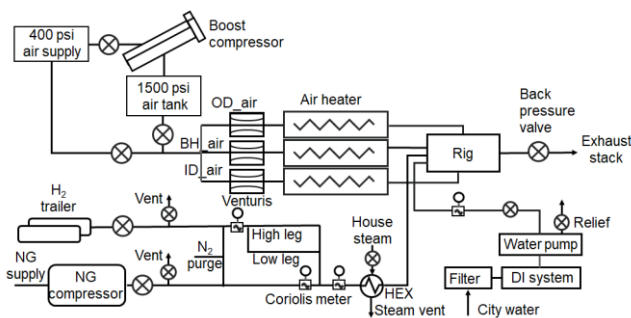 400 psi
air supply
Boost
compressor
1500 psi
air tank
OD_air
Air heater
BH_air
ID_air
Venturis
Rig
Back
pressure
valve
Exhaust
stack
H2
trailer
Vent
NG
supply
NG
compressor
Vent
N2
purge
High leg
Low leg
Coriolis meter
House
steam
HEX
Steam vent
Relief
Water pump
Filter
DI system
City water